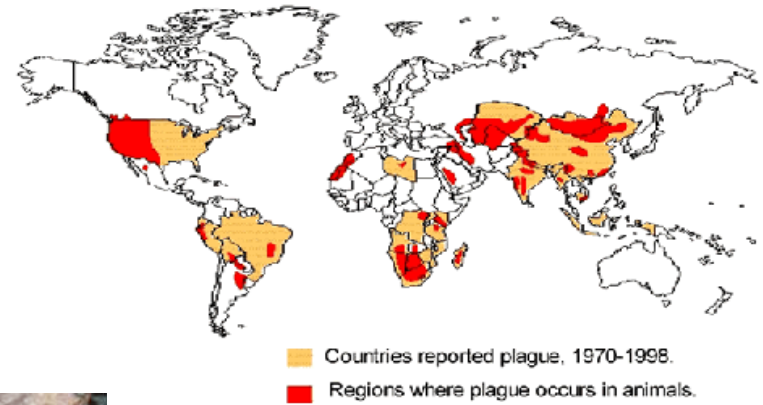 Countries reported plague, 1970-1998.
Regions where plague occurs in animals.